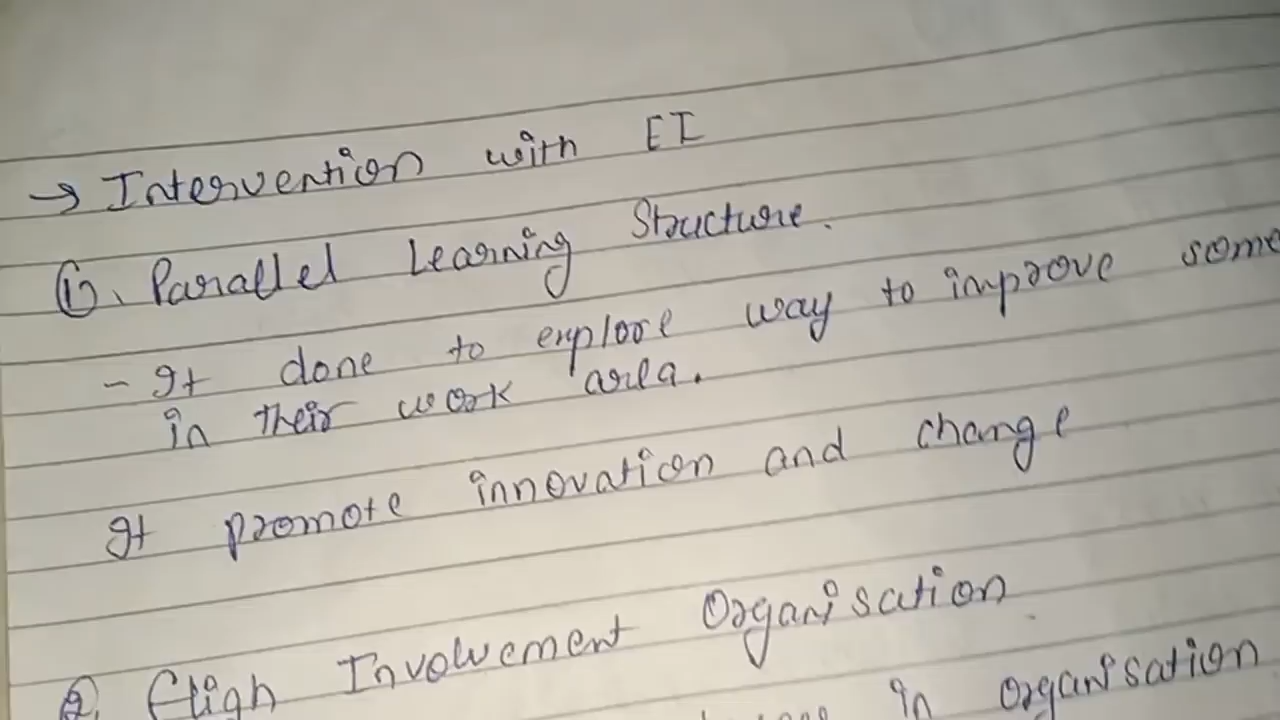 → Intervention with EI
①. Parallel Learning Structure.
- It done to explore way to improve some
in their work area.
It promote innovation and change
②. High Involvement Organisation
in organisation